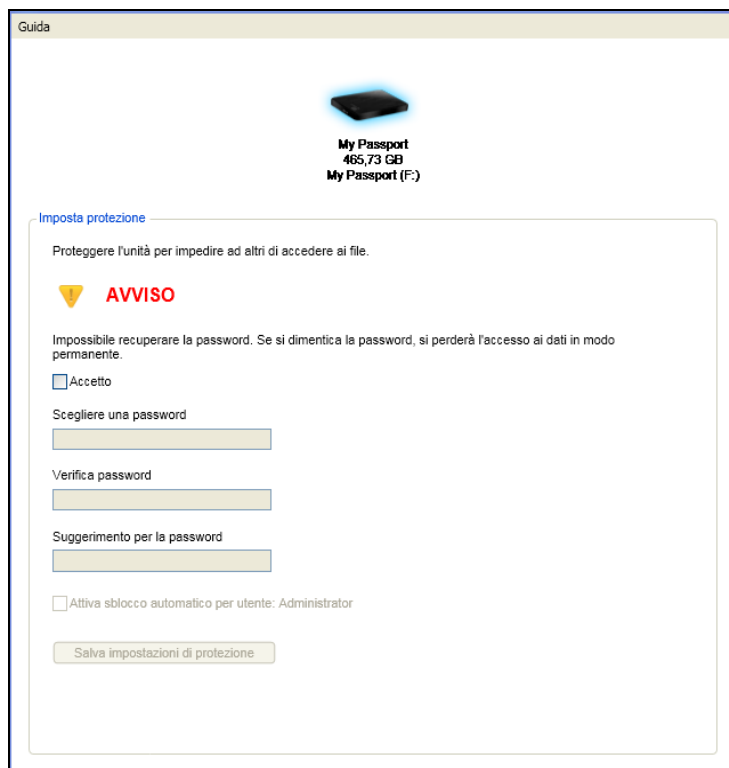 Guida
My Passport
465,73 GB
My Passport (F:)
Imposta protezione
Proteggere l'unità per impedire ad altri di accedere ai file.
AVVISO
Impossibile recuperare la password. Se si dimentica la password, si perderà l'accesso ai dati in modo
permanente.
Accetto
Scegliere una password
Verifica password
Suggerimento per la password
Attiva sblocco automatico per utente: Administrator
Salva impostazioni di protezione